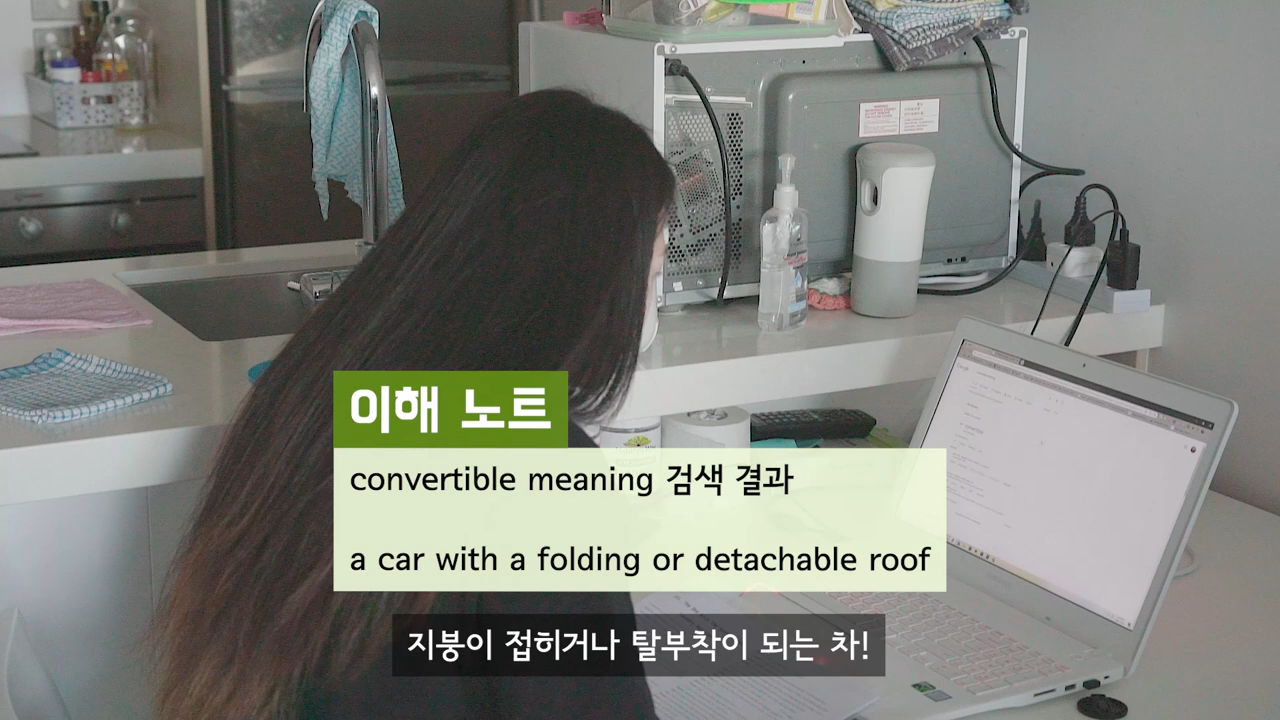 이해 노트
convertible meaning 검색 결과
a car with a folding or detachable roof
지붕이 접히거나 탈부착이 되는 차!